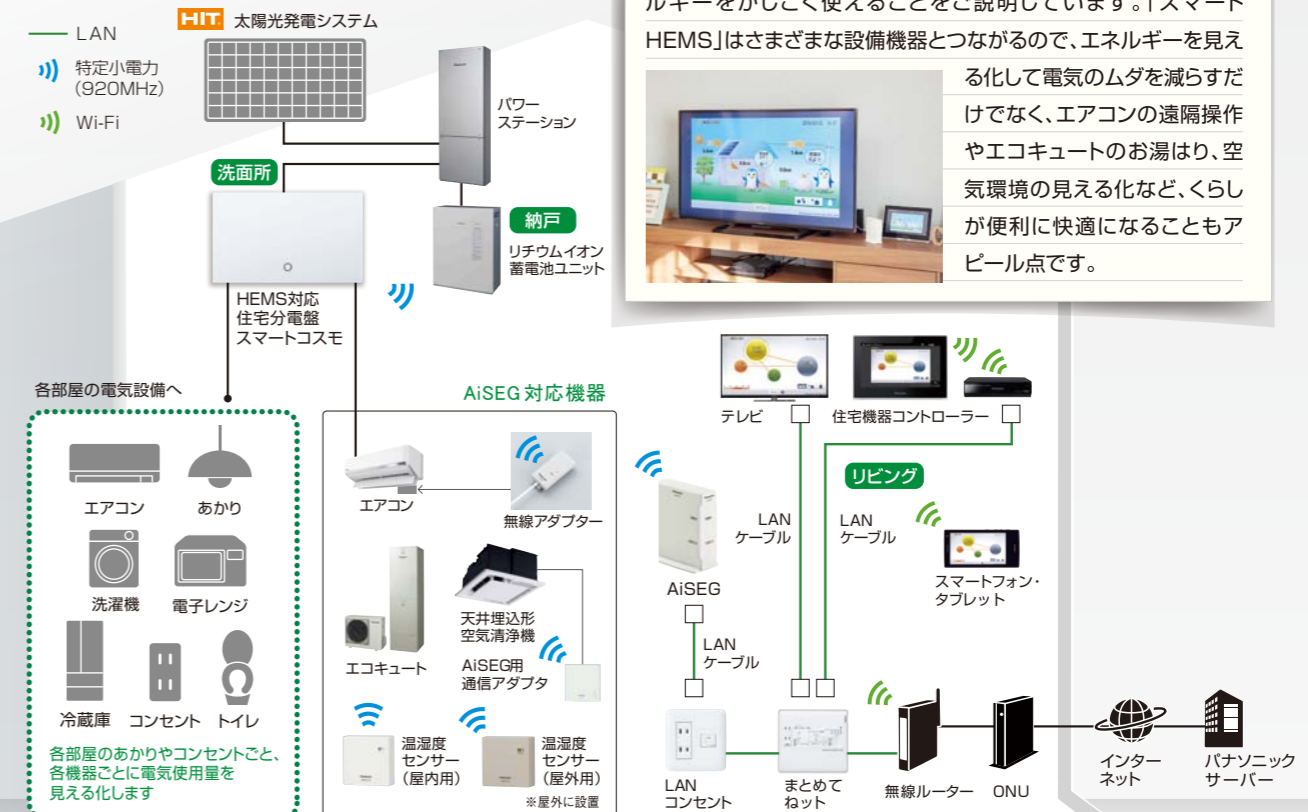 LAN
特定小電力
（920MHz）
Wi-Fi
HIT 太陽光発電システム
パワー
ステーション
洗面所
納戸
リチウムイオン
蓄電池ユニット
HEMS対応
住宅分電盤
スマートコスモ
ルギーをかしこく使えることをご説明しています。「スマート
HEMS」はさまざまな設備機器とつながるので、エネルギーを見え
る化して電気のムダを減らすだ
けでなく、エアコンの遠隔操作
やエコキュートのお湯はり、空
気環境の見える化など、くらし
が便利に快適になることもア
ピール点です。
各部屋の電気設備へ
エアコン
あかり
洗濯機
電子レンジ
冷蔵庫
コンセント
トイレ
各部屋のあかりやコンセントごと、
各機器ごとに電気使用量を
見える化します
AiSEG対応機器
エアコン
無線アダプター
エコキュート
天井埋込形
空気清浄機
AiSEG用
通信アダプタ
温湿度
センサー
（屋内用）
温湿度
センサー
（屋外用）
※屋外に設置
テレビ
住宅機器コントローラー
リビング
LAN
ケーブル
LAN
ケーブル
スマートフォン・
タブレット
AiSEG
LAN
ケーブル
LAN
コンセント
まとめて
ねット
無線ルーター
ONU
インター
ネット
パナソニック
サーバー